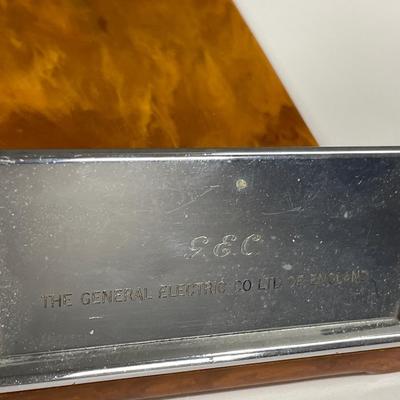 G.E.C
THE GENERAL ELECTRIC CO LTD OF ENGLAND